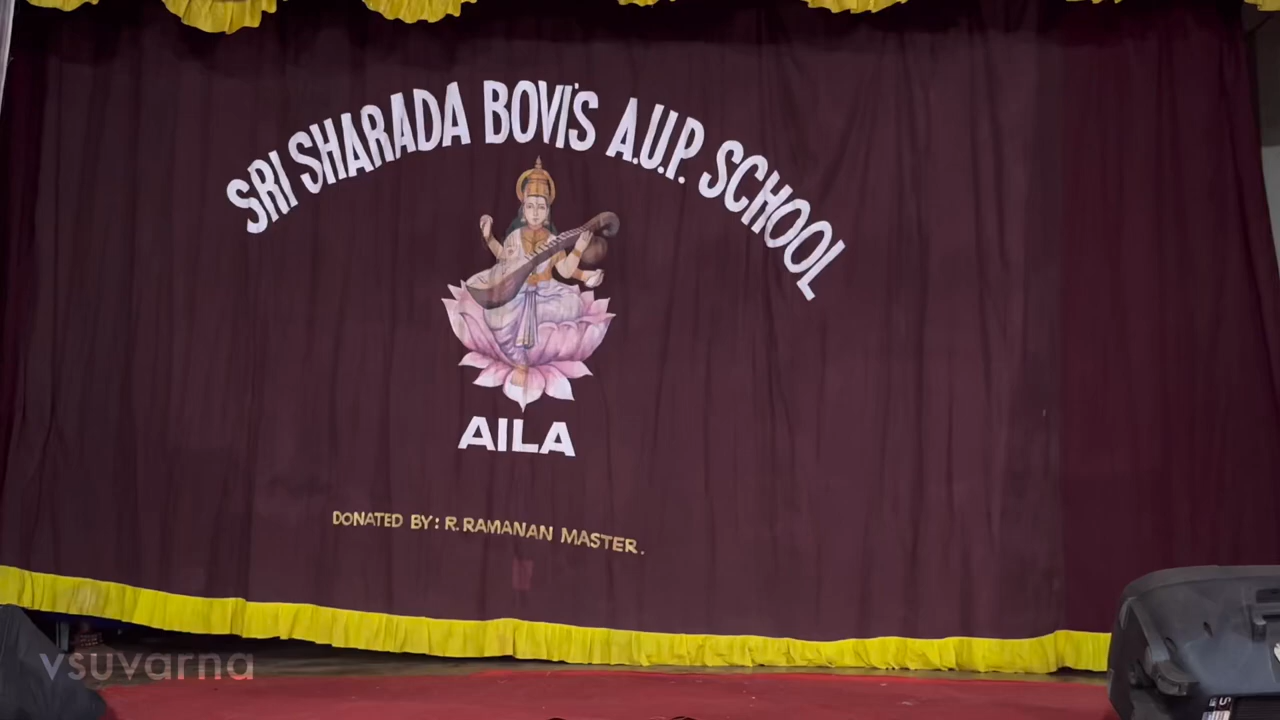 SRI SHARADA BOVI'S A.U.P. SCHOOL
AILA
DONATED BY: R. RAMANAN MASTER.
vsuvarna